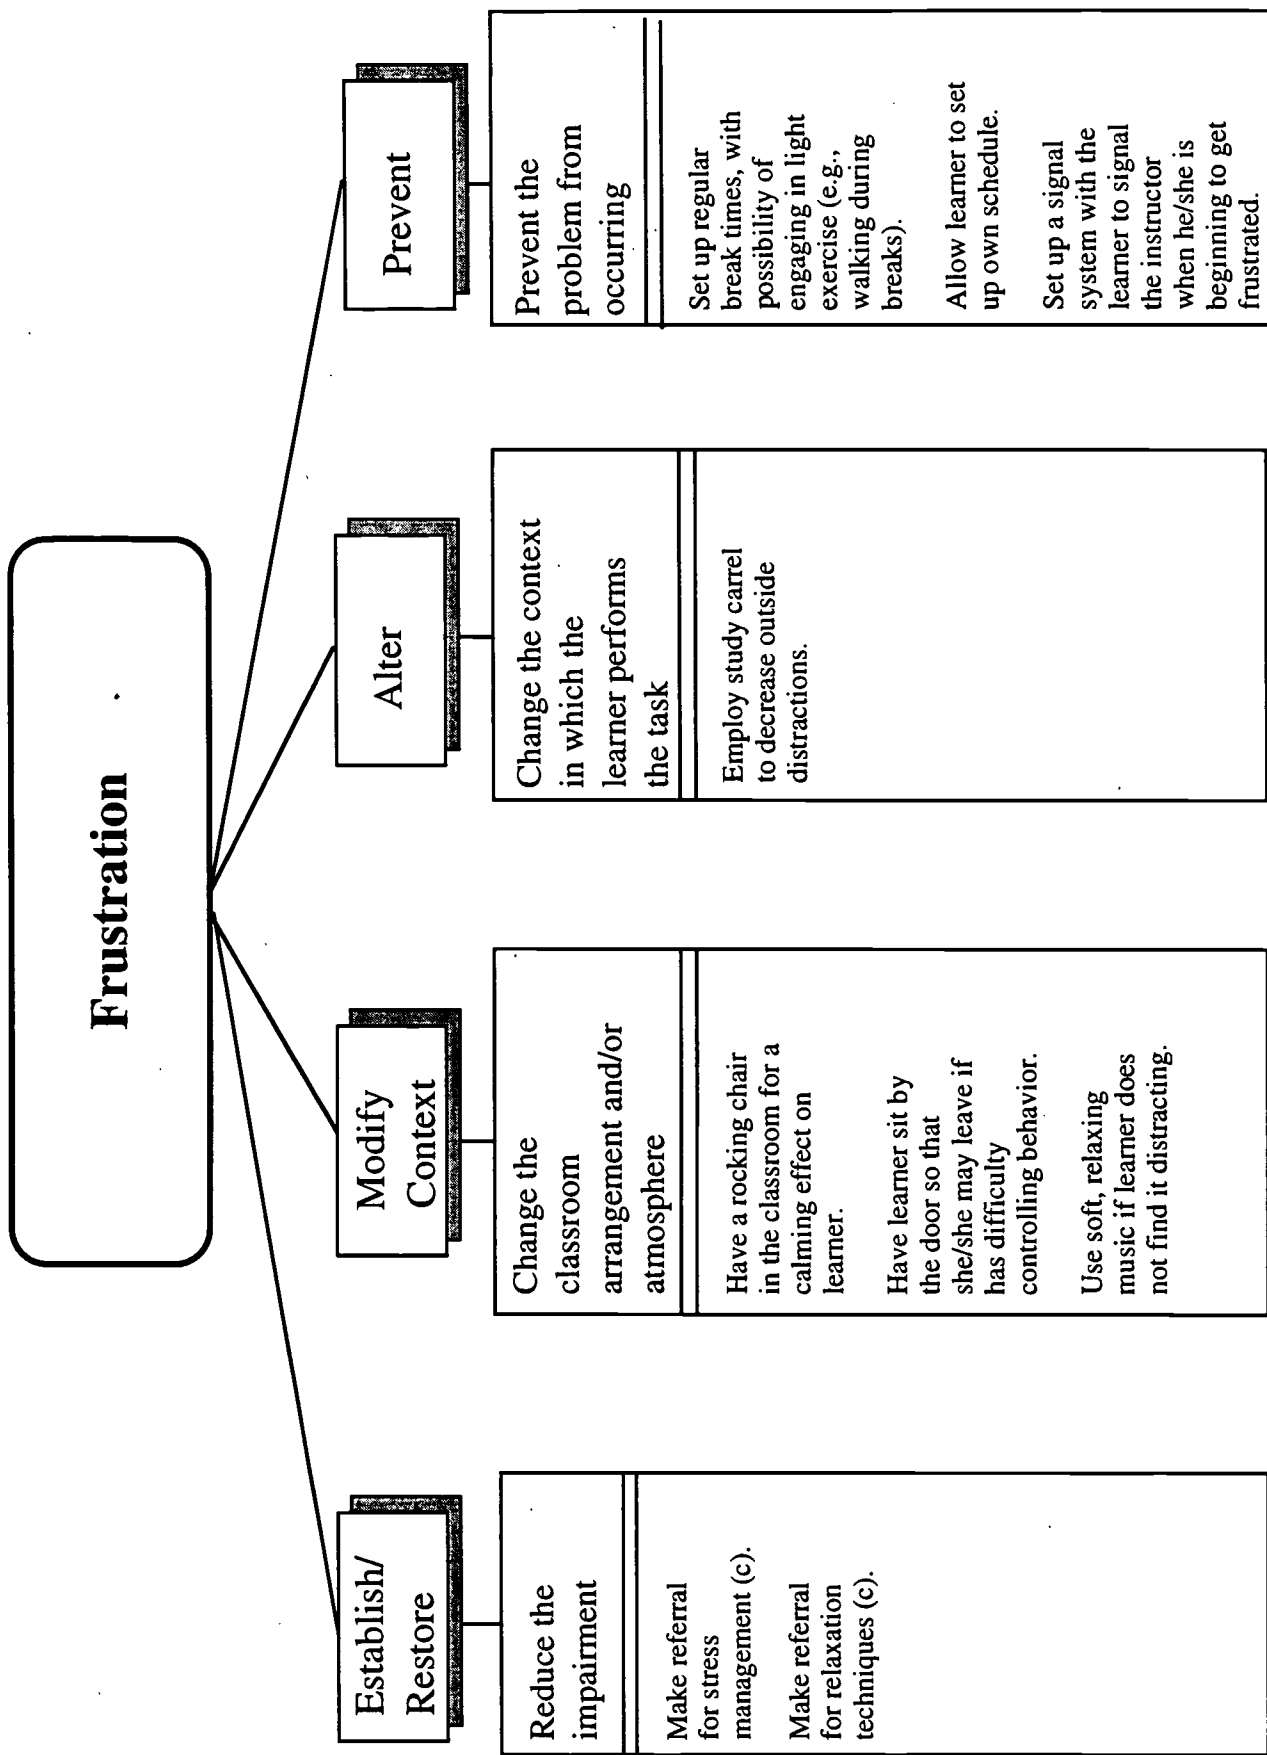 Frustration
Establish/
Restore
Reduce the
impairment
Make referral
for stress
management (c).
Make referral
for relaxation
techniques (c).
Modify
Context
Change the
classroom
arrangement and/or
atmosphere
Have a rocking chair
in the classroom for a
calming effect on
learner.
Have learner sit by
the door so that
she/she may leave if
has difficulty
controlling behavior.
Use soft, relaxing
music if learner does
not find it distracting.
Alter
Change the context
in which the
learner performs
the task
Employ study carrel
to decrease outside
distractions.
Prevent
Prevent the
problem from
occurring
Set up regular
break times, with
possibility of
engaging in light
exercise (e.g.,
walking during
breaks).
Allow learner to set
up own schedule.
Set up a signal
system with the
learner to signal
the instructor
when he/she is
beginning to get
frustrated.